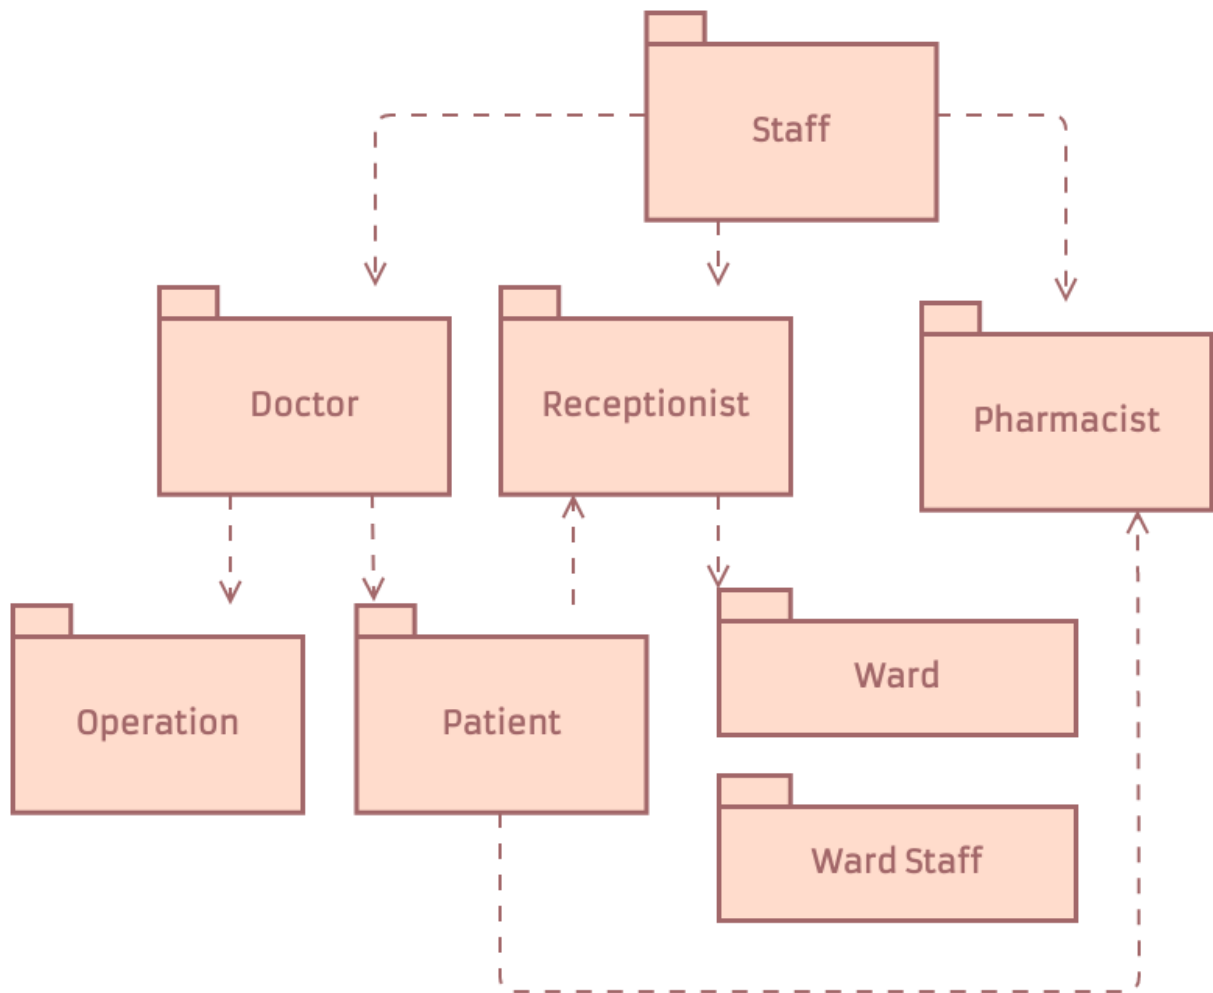 Staff
Doctor
Receptionist
Pharmacist
Operation
Patient
Ward
Ward Staff